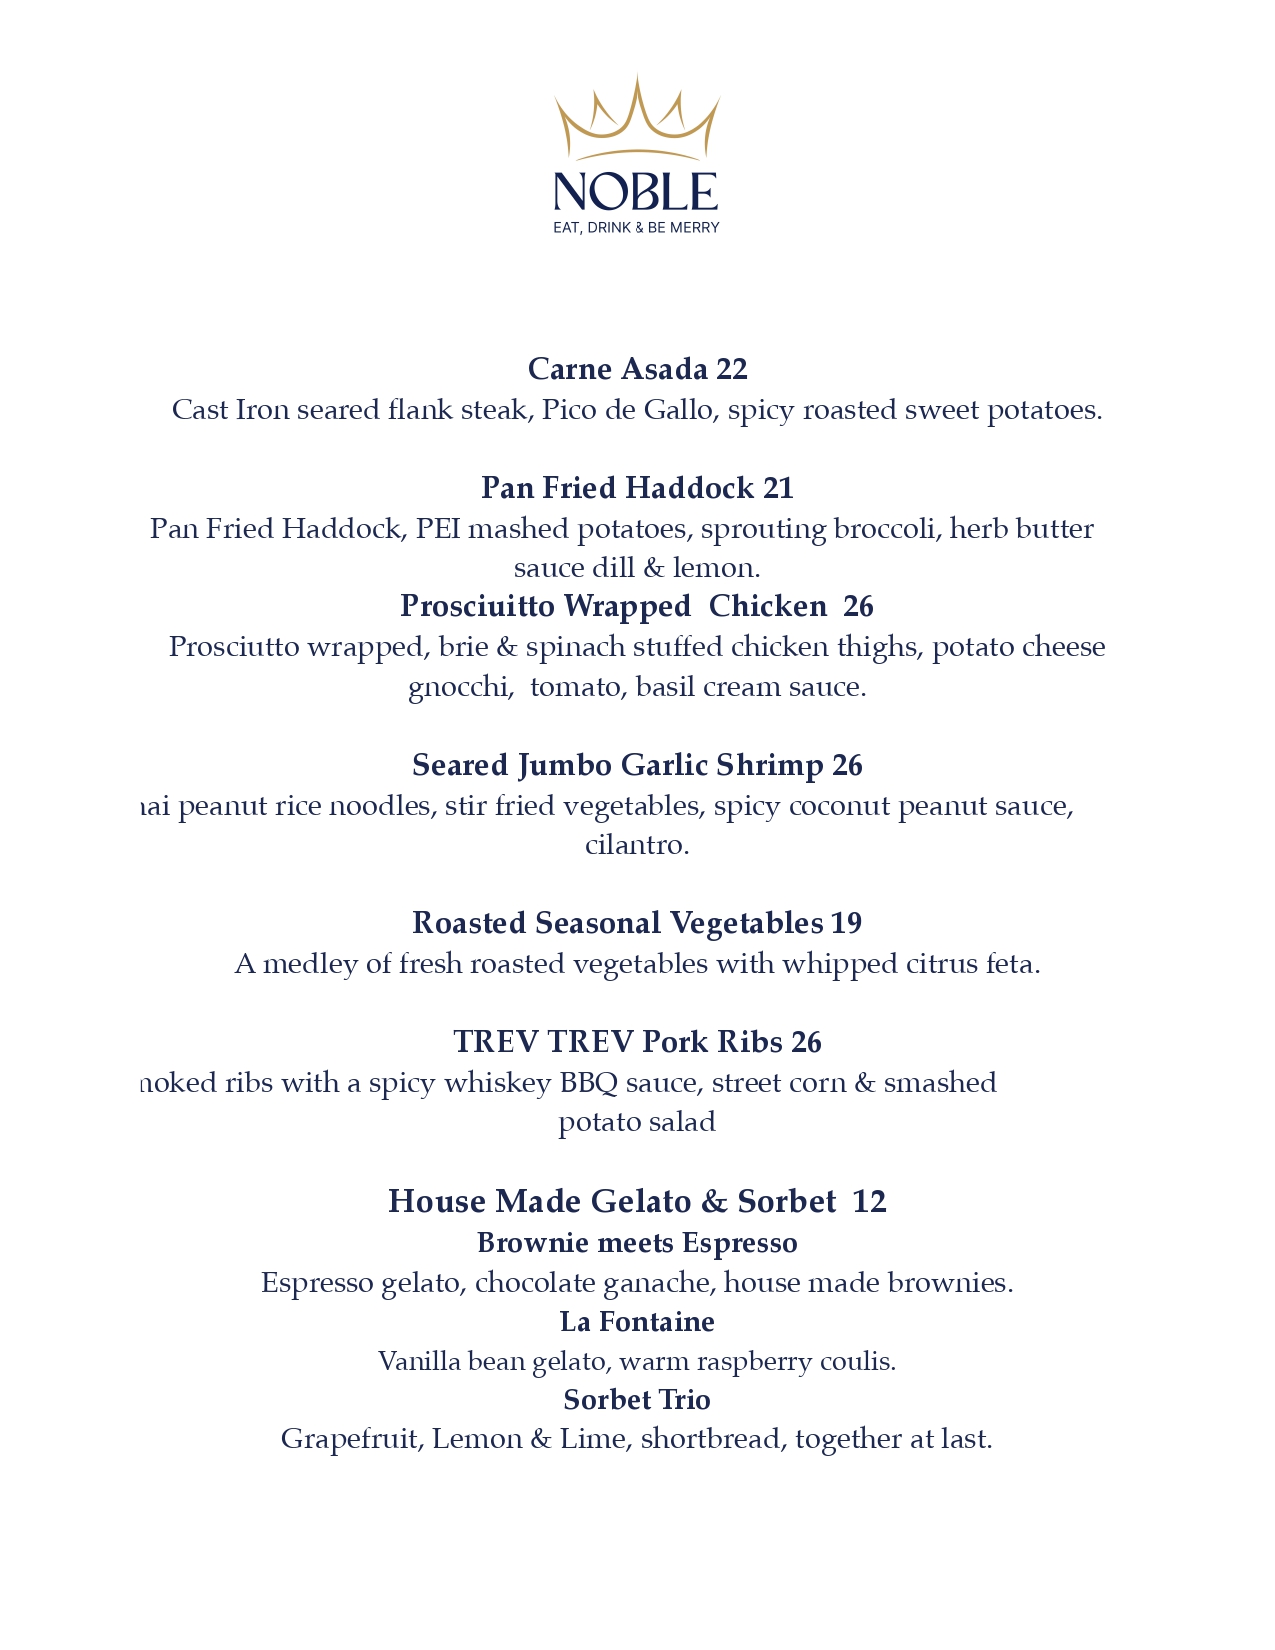 NOBLE
EAT, DRINK & BE MERRY
Carne Asada 22
Cast Iron seared flank steak, Pico de Gallo, spicy roasted sweet potatoes.
Pan Fried Haddock 21
Pan Fried Haddock, PEI mashed potatoes, sprouting broccoli, herb butter
sauce dill & lemon.
Prosciuitto Wrapped  Chicken  26
Prosciutto wrapped, brie & spinach stuffed chicken thighs, potato cheese
gnocchi,  tomato, basil cream sauce.
Seared Jumbo Garlic Shrimp 26
peanut rice noodles, stir fried vegetables, spicy coconut peanut sauce,
cilantro.
Roasted Seasonal Vegetables 19
A medley of fresh roasted vegetables with whipped citrus feta.
TREV TREV Pork Ribs 26
ribs with a spicy whiskey BBQ sauce, street corn & smashed
potato salad
House Made Gelato & Sorbet  12
Brownie meets Espresso
Espresso gelato, chocolate ganache, house made brownies.
La Fontaine
Vanilla bean gelato, warm raspberry coulis.
Sorbet Trio
Grapefruit, Lemon & Lime, shortbread, together at last.